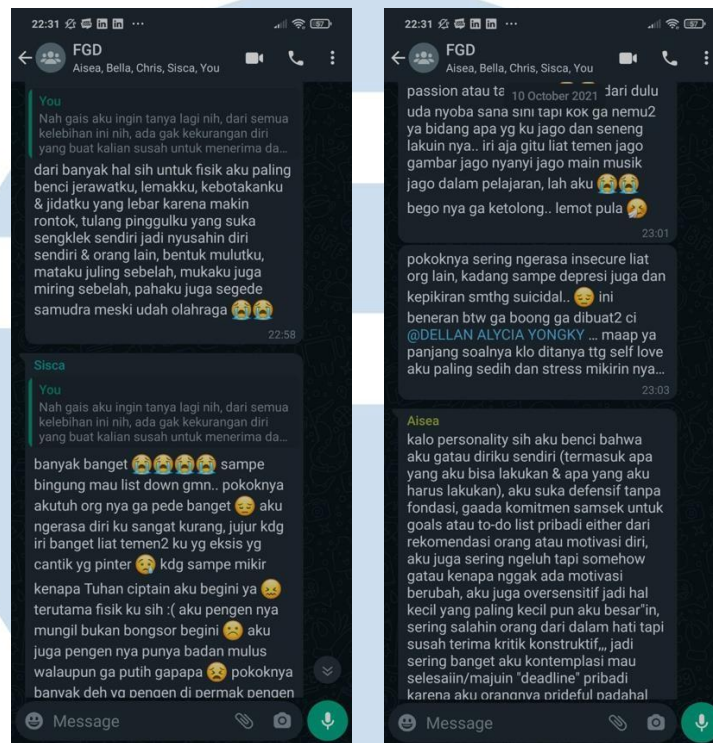 22:31
57
FGD
Aisea, Bella, Chris, Sisca, You
You
Nah gais aku ingin tanya lagi nih, dari semua
kelebihan ini nih, ada gak kekurangan diri
yang buat kalian susah untuk menerima da...
dari banyak hal sih untuk fisik aku paling
benci jerawatku, lemakku, kebotakanku
& jidatku yang lebar karena makin
rontok, tulang pinggulku yang suka
sengklek sendiri jadi nyusahin diri
sendiri & orang lain, bentuk mulutku,
mataku juling sebelah, mukaku juga
miring sebelah, pahaku juga segede
samudra meski udah olahraga 😭😭
22:58
Sisca
You
Nah gais aku ingin tanya lagi nih, dari semua
kelebihan ini nih, ada gak kekurangan diri
yang buat kalian susah untuk menerima da...
banyak banget 😭😭😭😭 sampe
bingung mau list down gmn.. pokoknya
akutuh org nya ga pede banget 😔 aku
ngerasa diri ku sangat kurang, jujur kdg
iri banget liat temen2 ku yg eksis yg
cantik yg pinter 😢 kdg sampe mikir
kenapa Tuhan ciptain aku begini ya 😖
terutama fisik ku sih :( aku pengen nya
mungil bukan bongsor begini ☹️ aku
juga pengen nya punya badan mulus
walaupun ga putih gapapa 😣 pokoknya
banyak deh yg pengen di permak pengen
Message
22:31
57
FGD
Aisea, Bella, Chris, Sisca, You
passion atau ta
10 October 2021
dari dulu
uda nyoba sana sini tapi kok ga nemu2
ya bidang apa yg ku jago dan seneng
lakuin nya.. iri aja gitu liat temen jago
gambar jago nyanyi jago main musik
jago dalam pelajaran, lah aku 😭😭
bego nya ga ketolong.. lemot pula 🤧
23:01
pokoknya sering ngerasa insecure liat
org lain, kadang sampe depresi juga dan
kepikiran smthg suicidal.. 😔 ini
beneran btw ga boong ga dibuat2 ci
@DELLAN ALYCIA YONGKY ... maap ya
panjang soalnya klo ditanya ttg self love
aku paling sedih dan stress mikirin nya...
23:03
Aisea
kalo personality sih aku benci bahwa
aku gatau diriku sendiri (termasuk apa
yang aku bisa lakukan & apa yang aku
harus lakukan), aku suka defensif tanpa
fondasi, gaada komitmen samsek untuk
goals atau to-do list pribadi either dari
rekomendasi orang atau motivasi diri,
aku juga sering ngeluh tapi somehow
gatau kenapa nggak ada motivasi
berubah, aku juga oversensitif jadi hal
kecil yang paling kecil pun aku besar"in,
sering salahin orang dari dalam hati tapi
susah terima kritik konstruktif,,, jadi
sering banget aku kontemplasi mau
selesaiin/majuin "deadline" pribadi
karena aku orangnya prideful padahal
Message